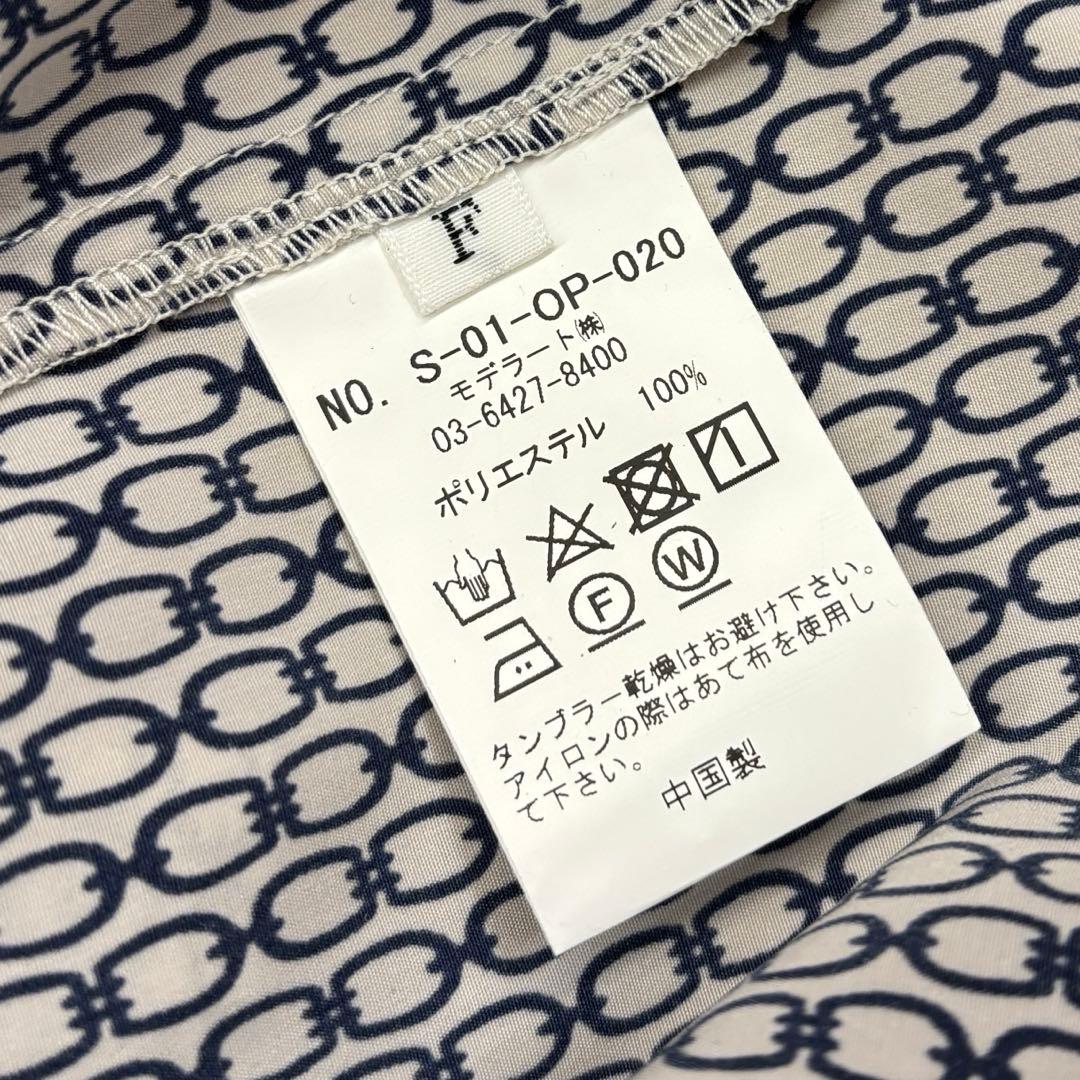 F
NO. S-01-OP-020
モデラート㈱
03-6427-8400
ポリエステル 100%
F W
タンブラー乾燥はお避け下さい。
アイロンの際はあて布を使用し
て下さい。
中国製